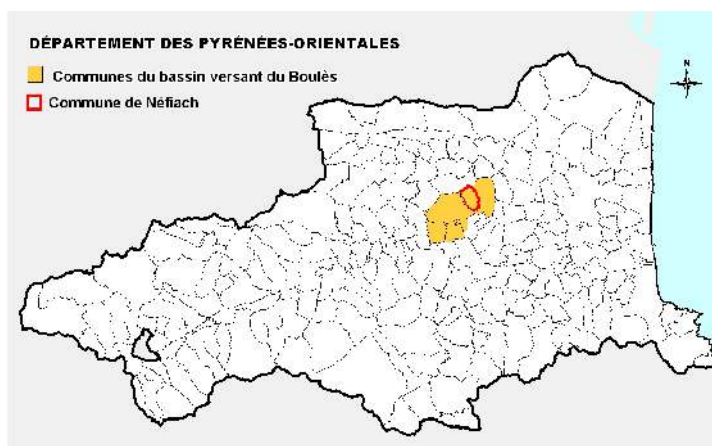 DÉPARTEMENT DES PYRÉNÉES-ORIENTALES
Communes du bassin versant du Boulès
Commune de Néfiach
N